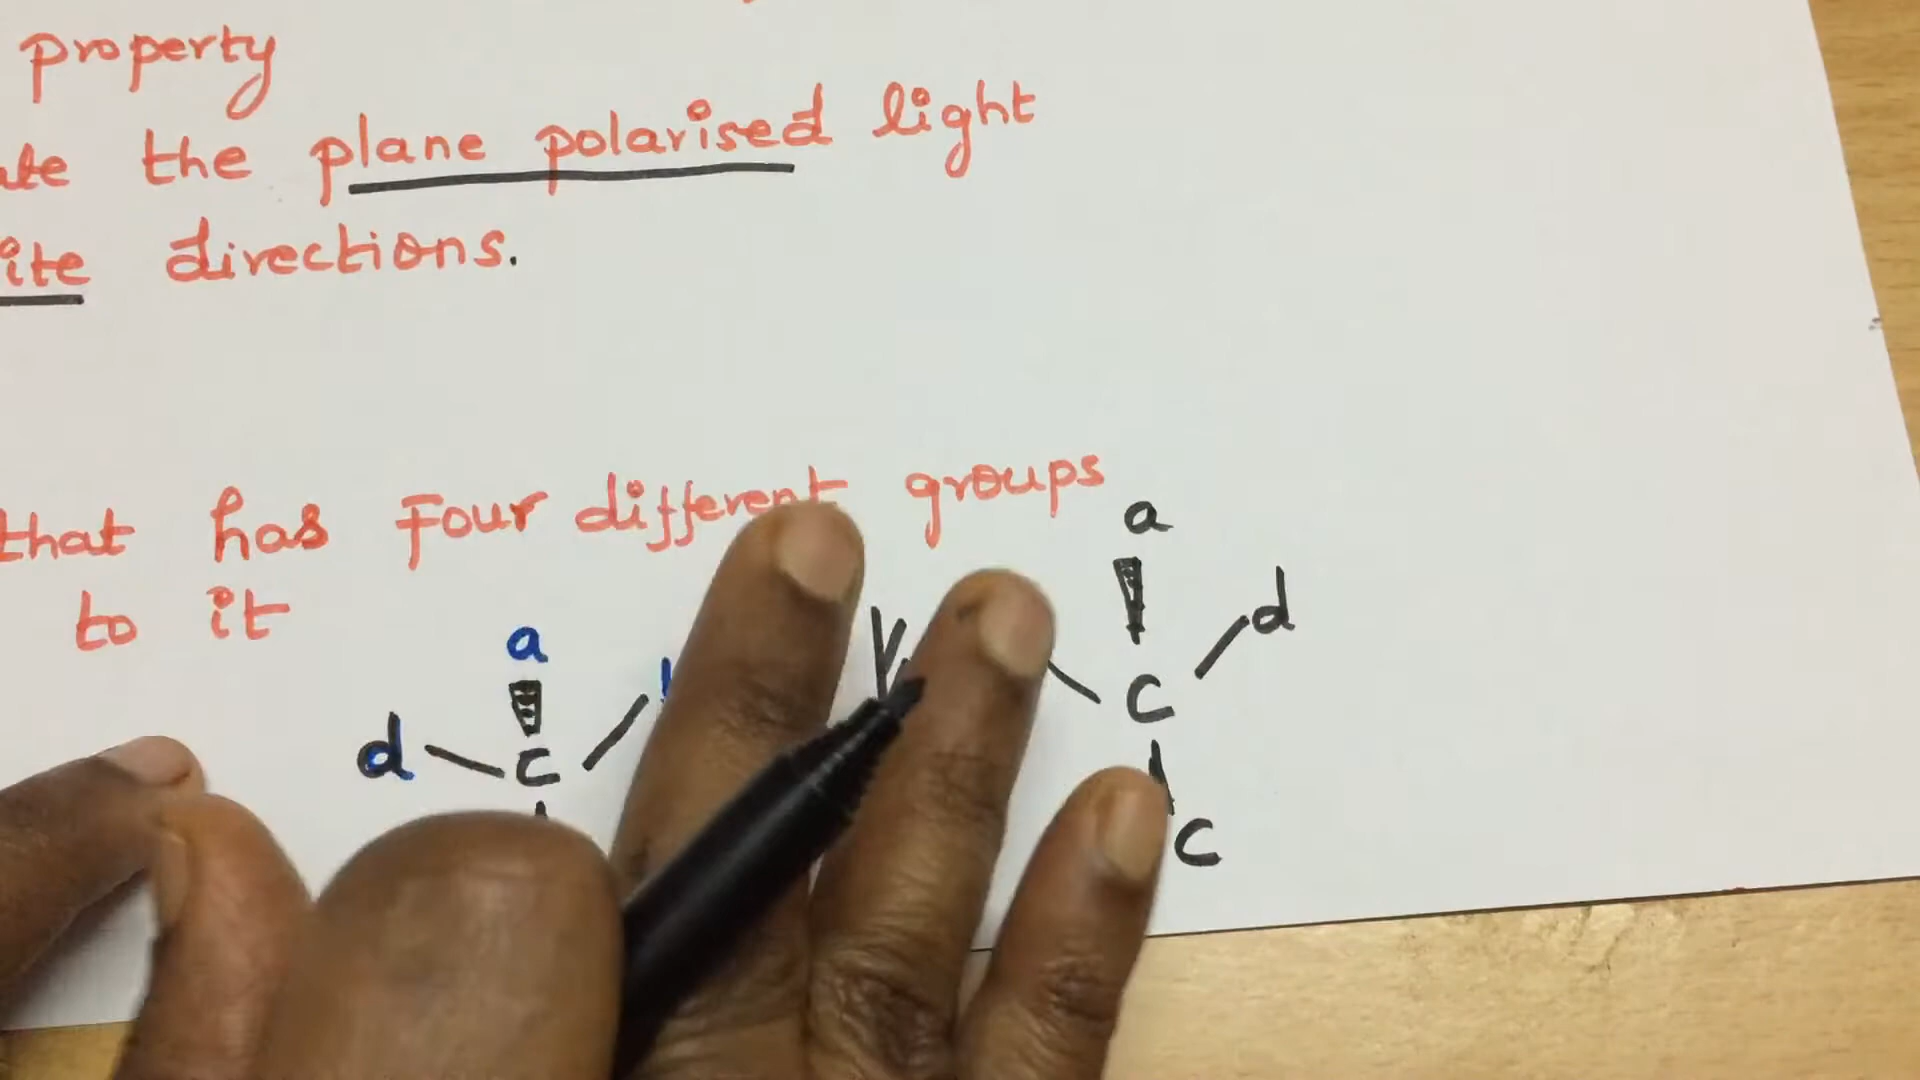 property
the plane polarised light
directions.
that has Four different groups
to it
a
d C
a
d
C
C